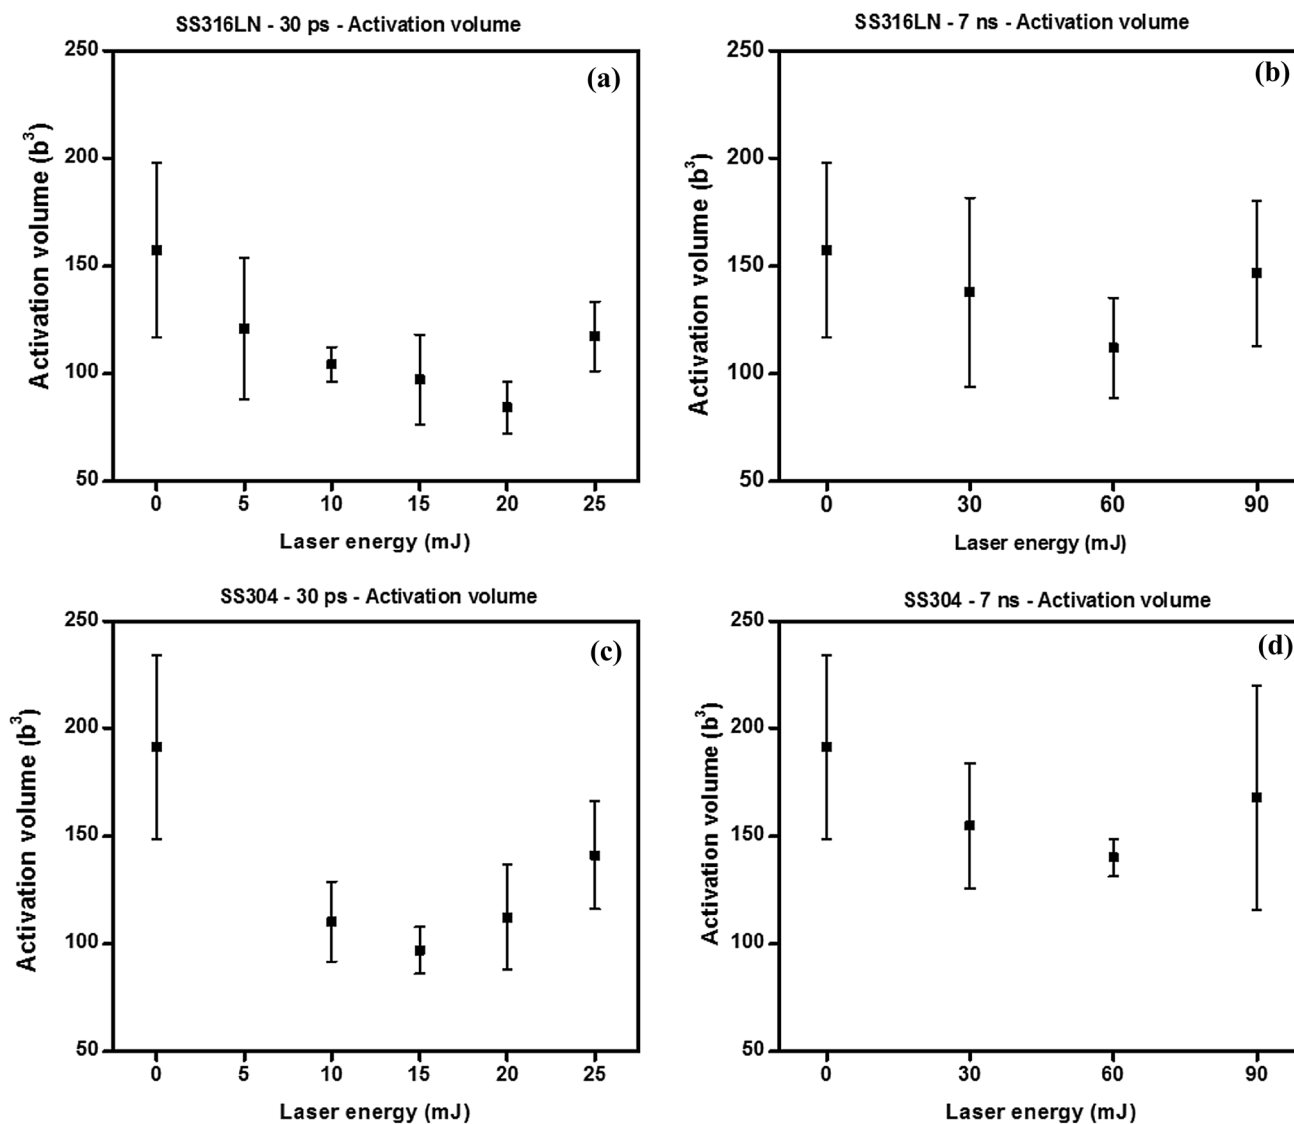 SS316LN - 30 ps - Activation volume
(a)
Activation volume (b³)
250
200
150
100
50
0 5 10 15 20 25
Laser energy (mJ)
SS316LN - 7 ns - Activation volume
(b)
Activation volume (b³)
250
200
150
100
50
0 30 60 90
Laser energy (mJ)
SS304 - 30 ps - Activation volume
(c)
Activation volume (b³)
250
200
150
100
50
0 5 10 15 20 25
Laser energy (mJ)
SS304 - 7 ns - Activation volume
(d)
Activation volume (b³)
250
200
150
100
50
0 30 60 90
Laser energy (mJ)